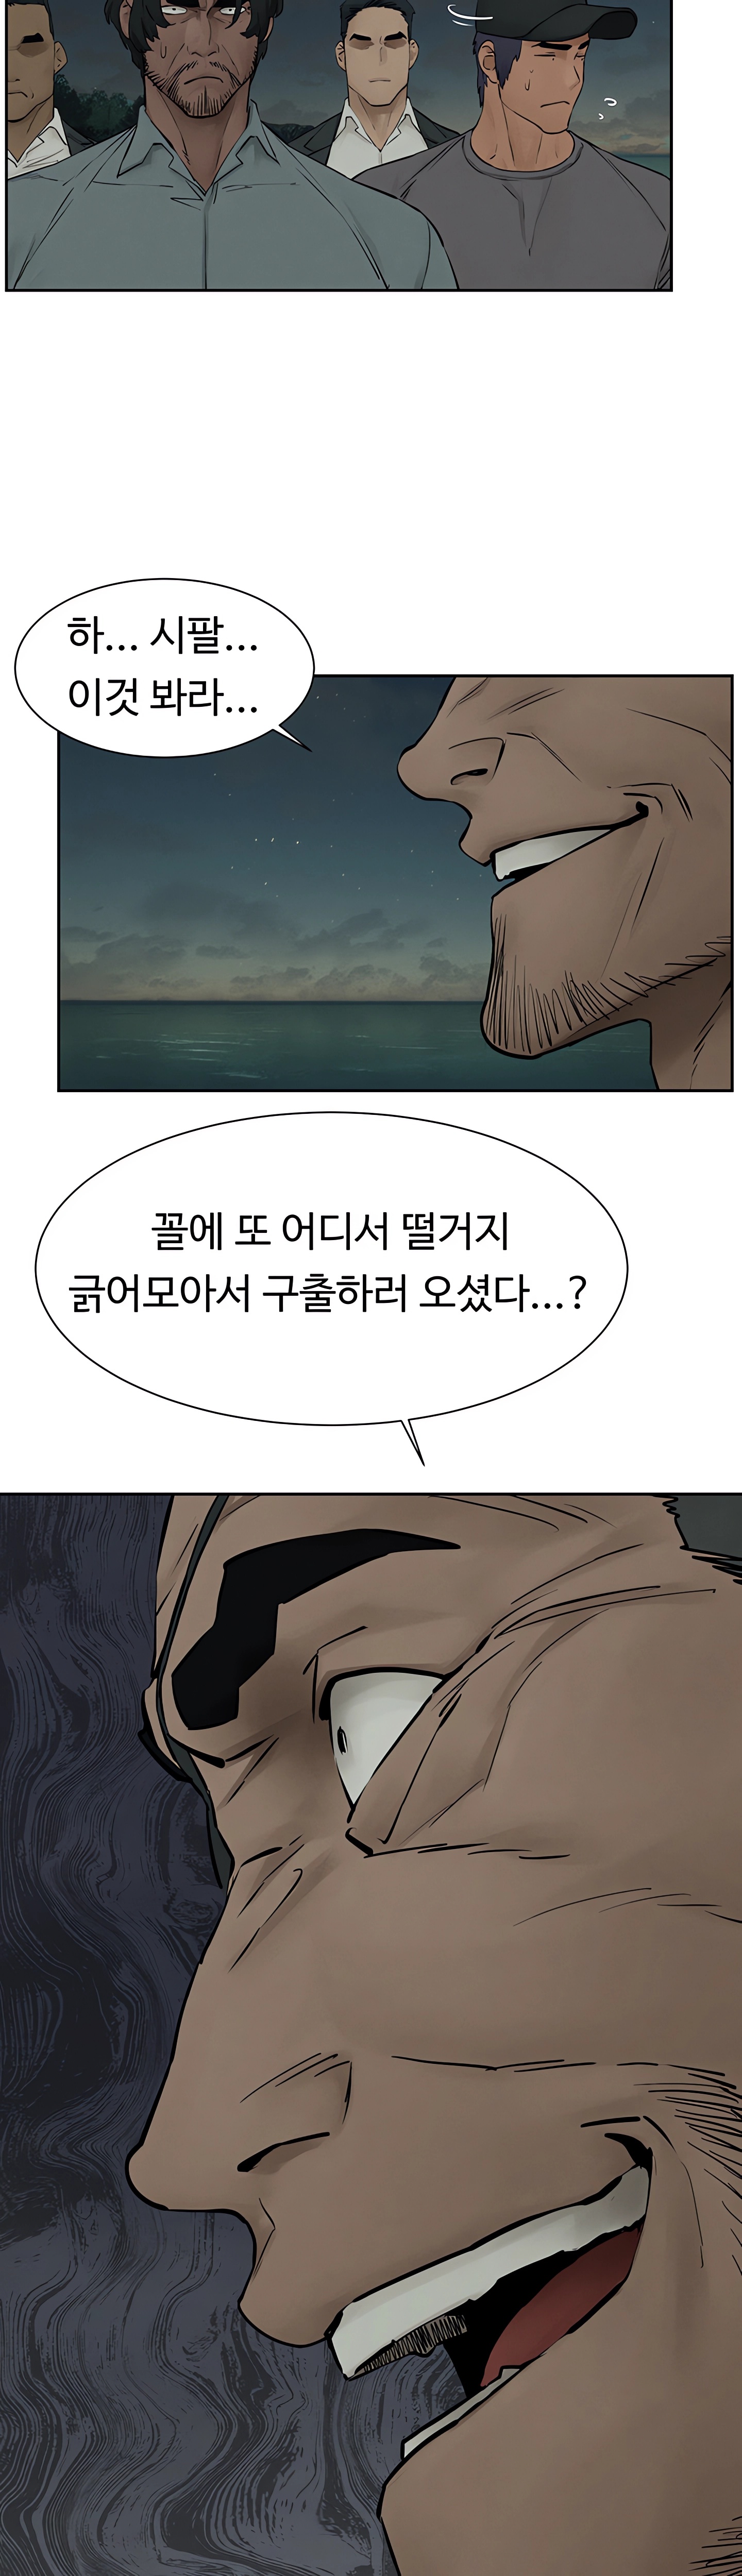 하... 시팔...
이것 봐라...
꼴에 또 어디서 떨거지
긁어모아서 구출하러 오셨다...?